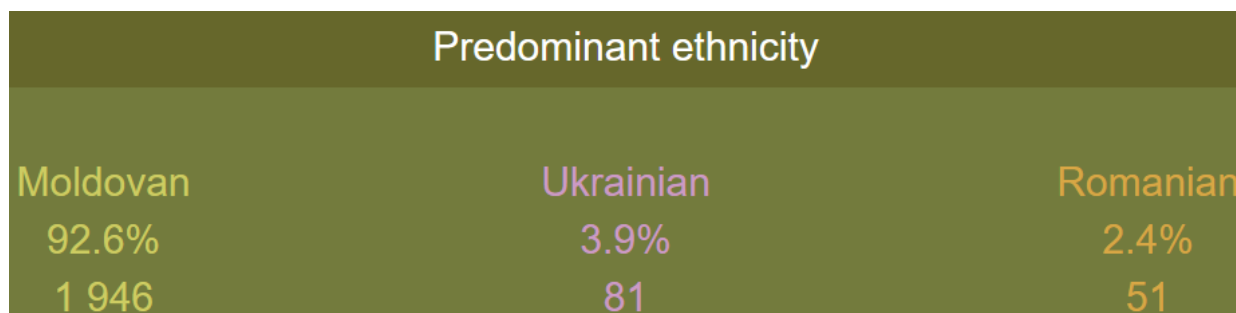 Predominant ethnicity
Moldovan Ukrainian Romanian
92.6% 3.9% 2.4%
1 946 81 51